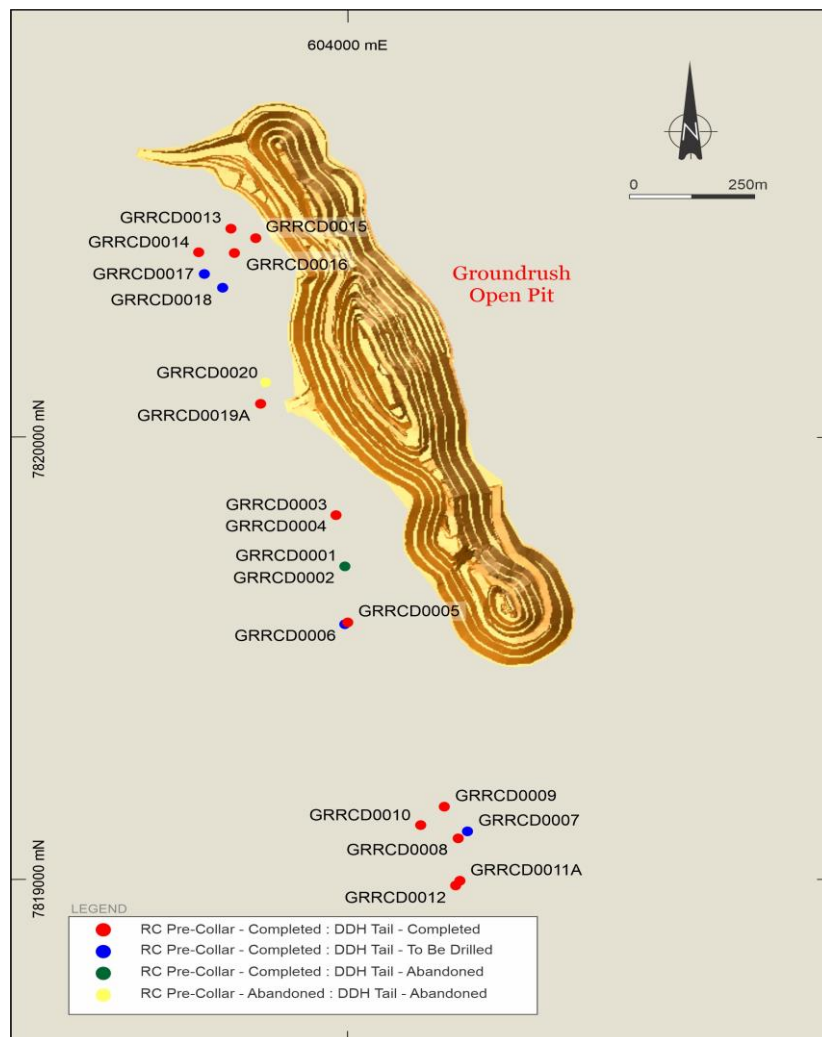 604000 mE
N
0 250m
GRRCD0013
GRRCD0015
GRRCD0014
GRRCD0016
GRRCD0017
GRRCD0018
Groundrush
Open Pit
GRRCD0020
GRRCD0019A
7820000 mN
GRRCD0003
GRRCD0004
GRRCD0001
GRRCD0002
GRRCD0005
GRRCD0006
GRRCD0009
GRRCD0010
GRRCD0007
GRRCD0008
GRRCD0011A
7819000 mN
GRRCD0012
LEGEND
RC Pre-Collar - Completed : DDH Tail - Completed
RC Pre-Collar - Completed : DDH Tail - To Be Drilled
RC Pre-Collar - Completed : DDH Tail - Abandoned
RC Pre-Collar - Abandoned : DDH Tail - Abandoned